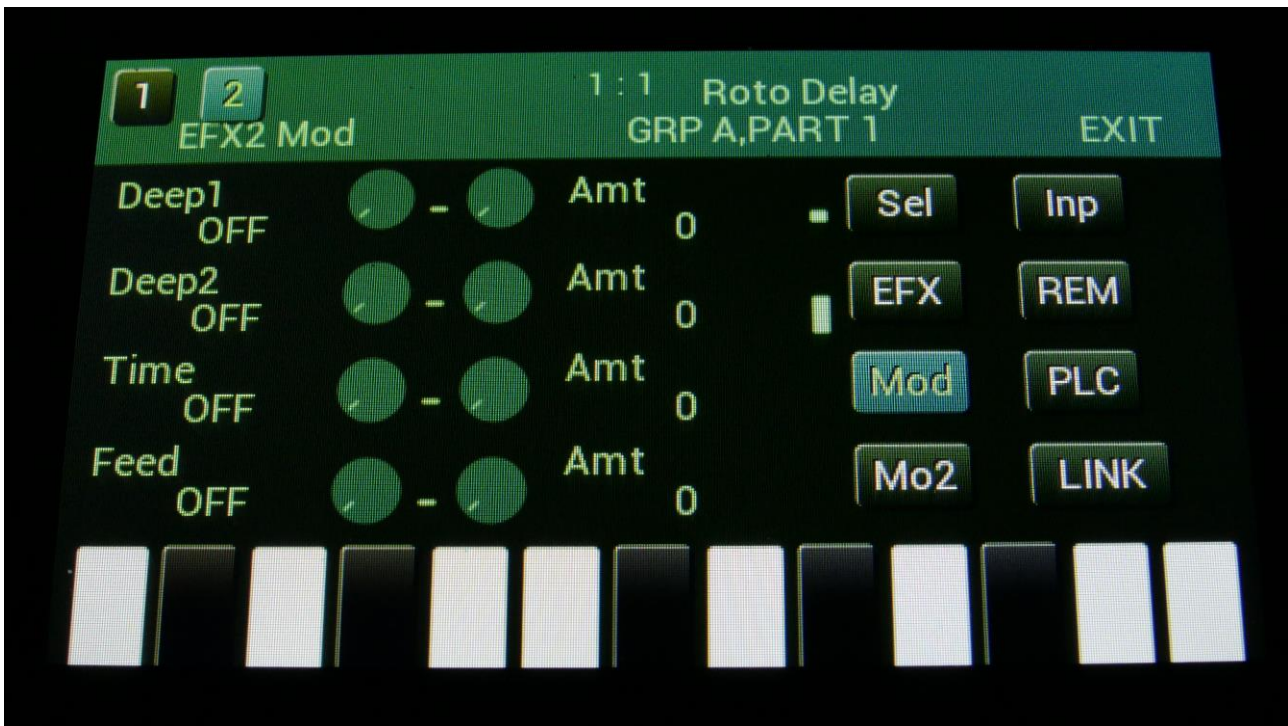 1 2 1 : 1 Roto Delay
EFX2 Mod GRP A,PART 1 EXIT
Deep1 Amt Sel Inp
OFF 0
Deep2 Amt EFX REM
OFF 0
Time Amt Mod PLC
OFF 0
Feed Amt Mo2 LINK
OFF 0